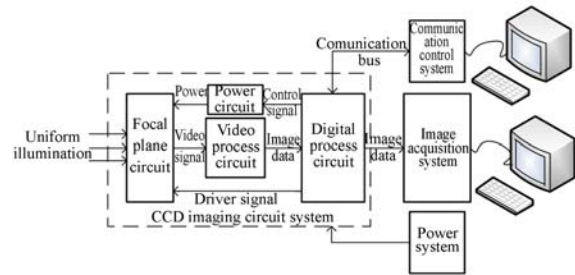 Comunication
bus
Communic
ation
control
system
Power
Power
circuit
Control
signal
Uniform
illumination
Focal
plane
circuit
Video
signal
Video
process
circuit
Image
data
Digital
process
circuit
Image
data
Image
acquisition
system
Driver signal
CCD imaging circuit system
Power
system